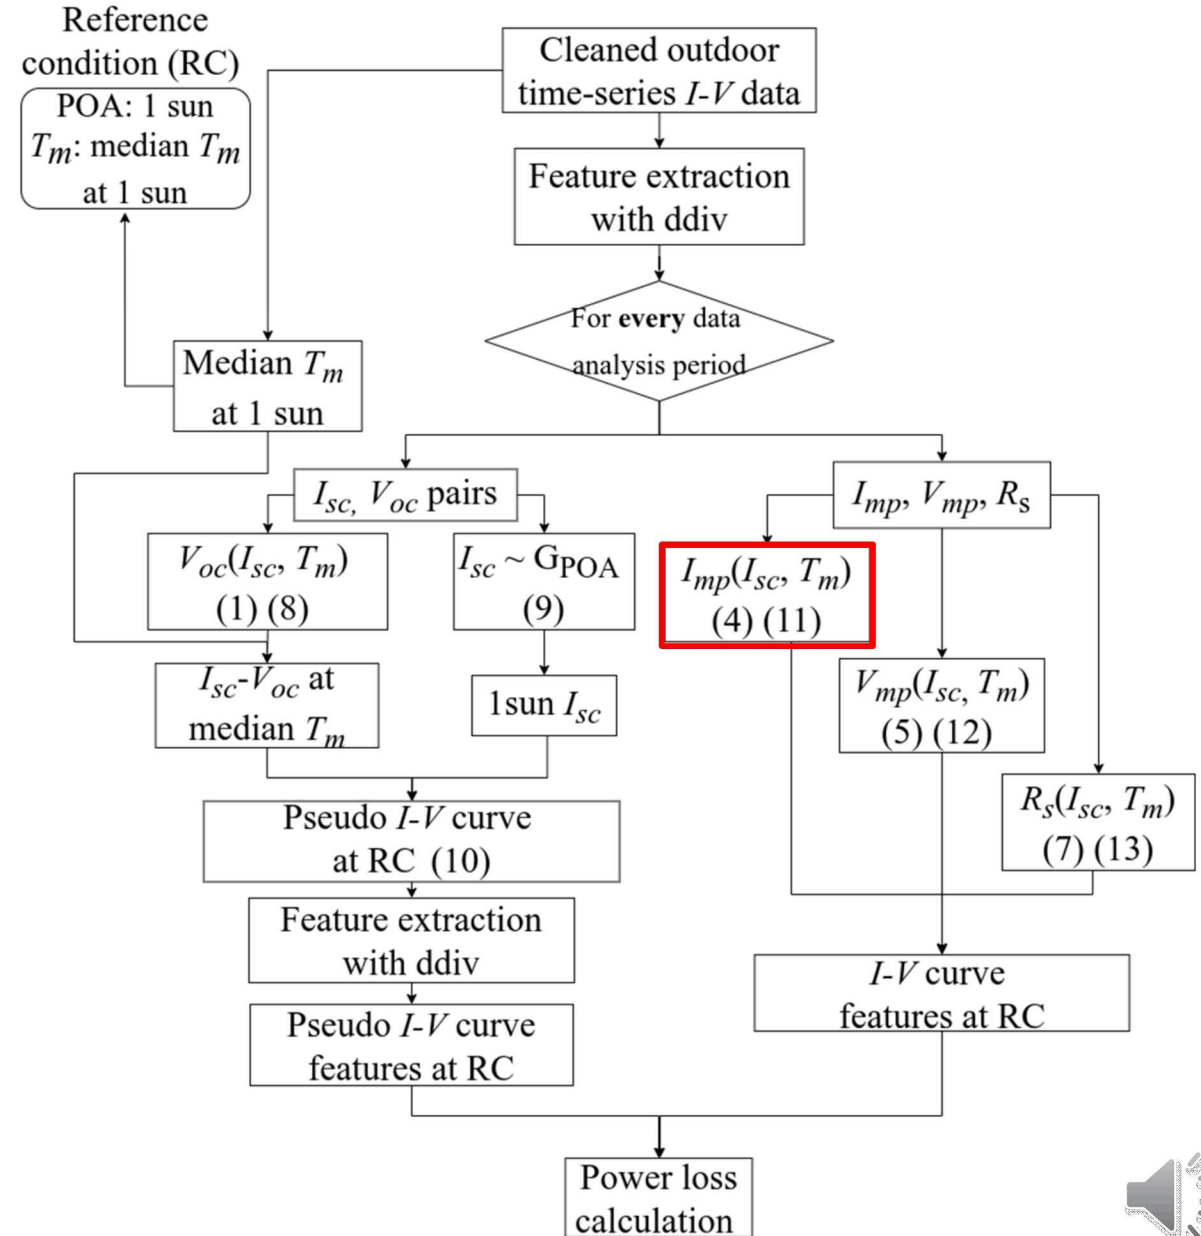 Reference
condition (RC)
POA: 1 sun
Tm: median Tm
at 1 sun
Cleaned outdoor
time-series I-V data
Feature extraction
with ddiv
For every data
analysis period
Median Tm
at 1 sun
Isc, Voc pairs
Imp, Vmp, Rs
Voc(Isc, Tm)
(1) (8)
Isc ~ GPOA
(9)
Imp(Isc, Tm)
(4) (11)
Isc-Voc at
median Tm
1sun Isc
Vmp(Isc, Tm)
(5) (12)
Rs(Isc, Tm)
(7) (13)
Pseudo I-V curve
at RC (10)
Feature extraction
with ddiv
Pseudo I-V curve
features at RC
I-V curve
features at RC
Power loss
calculation